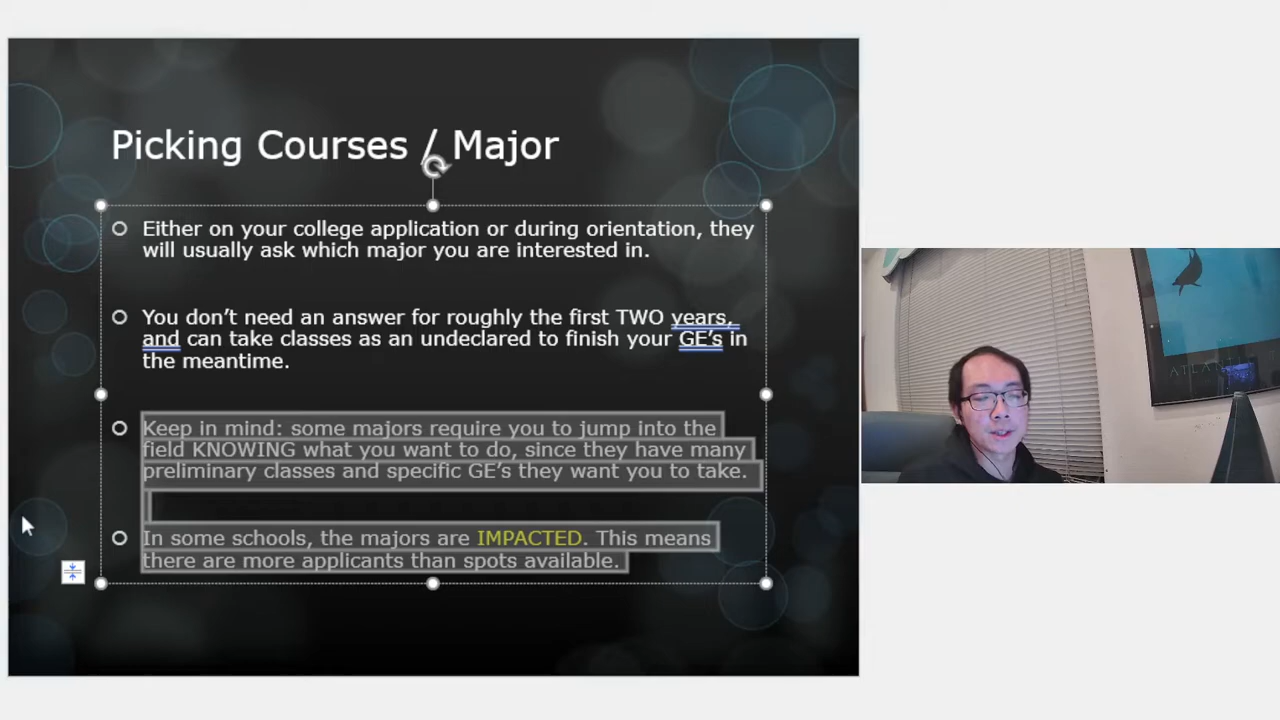 Picking Courses / Major
Either on your college application or during orientation, they
will usually ask which major you are interested in.
You don’t need an answer for roughly the first TWO years,
and can take classes as an undeclared to finish your GE’s in
the meantime.
Keep in mind: some majors require you to jump into the
field KNOWING what you want to do, since they have many
preliminary classes and specific GE’s they want you to take.
In some schools, the majors are IMPACTED. This means
there are more applicants than spots available.
ATLANTIS